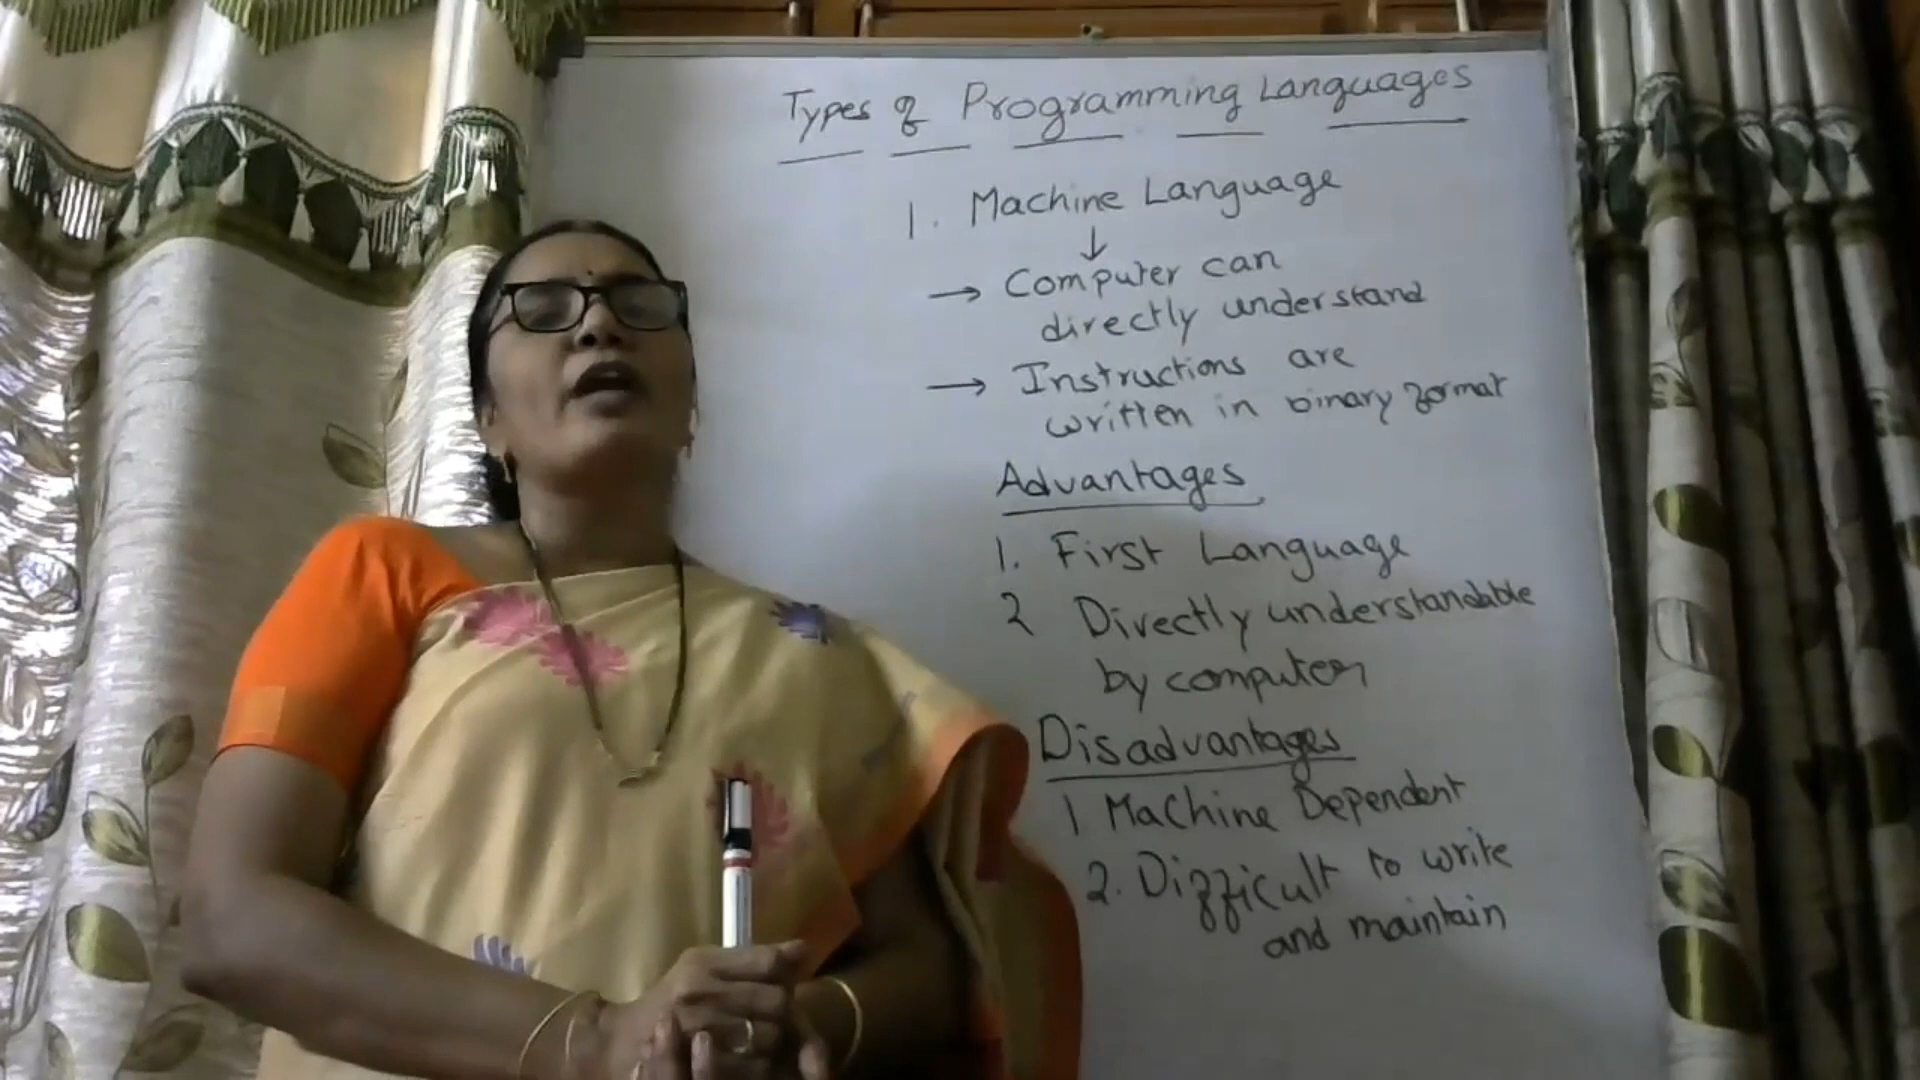 Types of Programming Languages
1. Machine Language
↓
→ Computer can
directly understand
→ Instructions are
written in binary format
Advantages
1. First Language
2 Directly understandable
by computer
Disadvantages
1 Machine Dependent
2. Difficult to write
and maintain